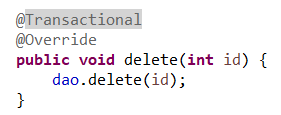 @Transactional
@Override
public void delete(int id) {
    dao.delete(id);
}